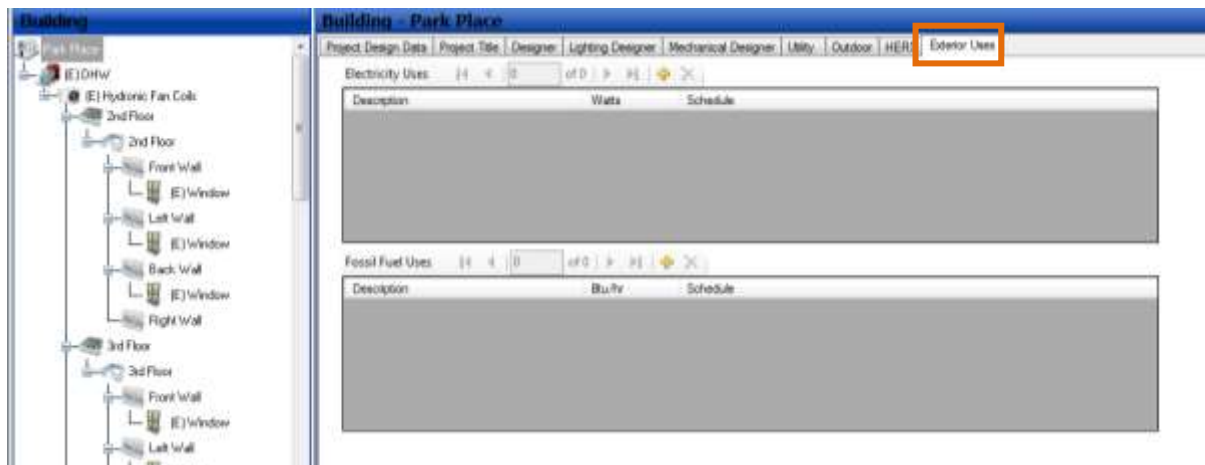 Building
Building - Park Place
Park Place
Project Design Data Project Title Designer Lighting Designer Mechanical Designer Utility Outdoor HERS Exterior Uses
(E) DHW
(E) Hydronic Fan Coils
2nd Floor
2nd Floor
Front Wall
(E) Window
Left Wall
(E) Window
Back Wall
(E) Window
Right Wall
3rd Floor
3rd Floor
Front Wall
(E) Window
Left Wall
Electricity Uses 0 of 0
Description Watts Schedule
Fossil Fuel Uses 0 of 0
Description Btu/hr Schedule